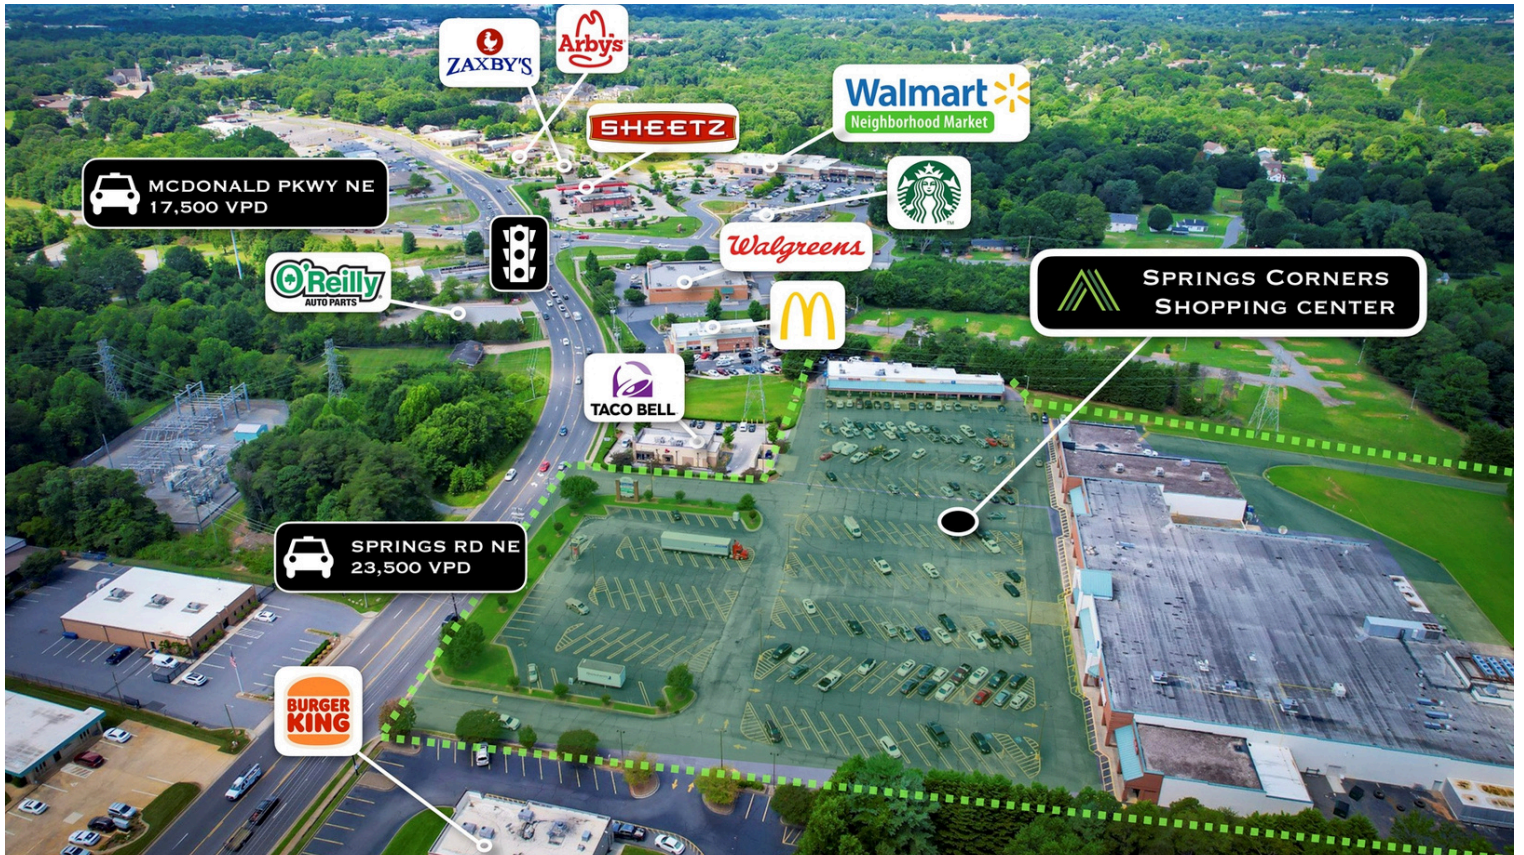 Arby's
ZAXBY'S
SHEETZ
Walmart
Neighborhood Market
MCDONALD PKWY NE
17,500 VPD
Walgreens
O'Reilly
AUTO PARTS
SPRINGS CORNERS
SHOPPING CENTER
TACO BELL
SPRINGS RD NE
23,500 VPD
BURGER
KING